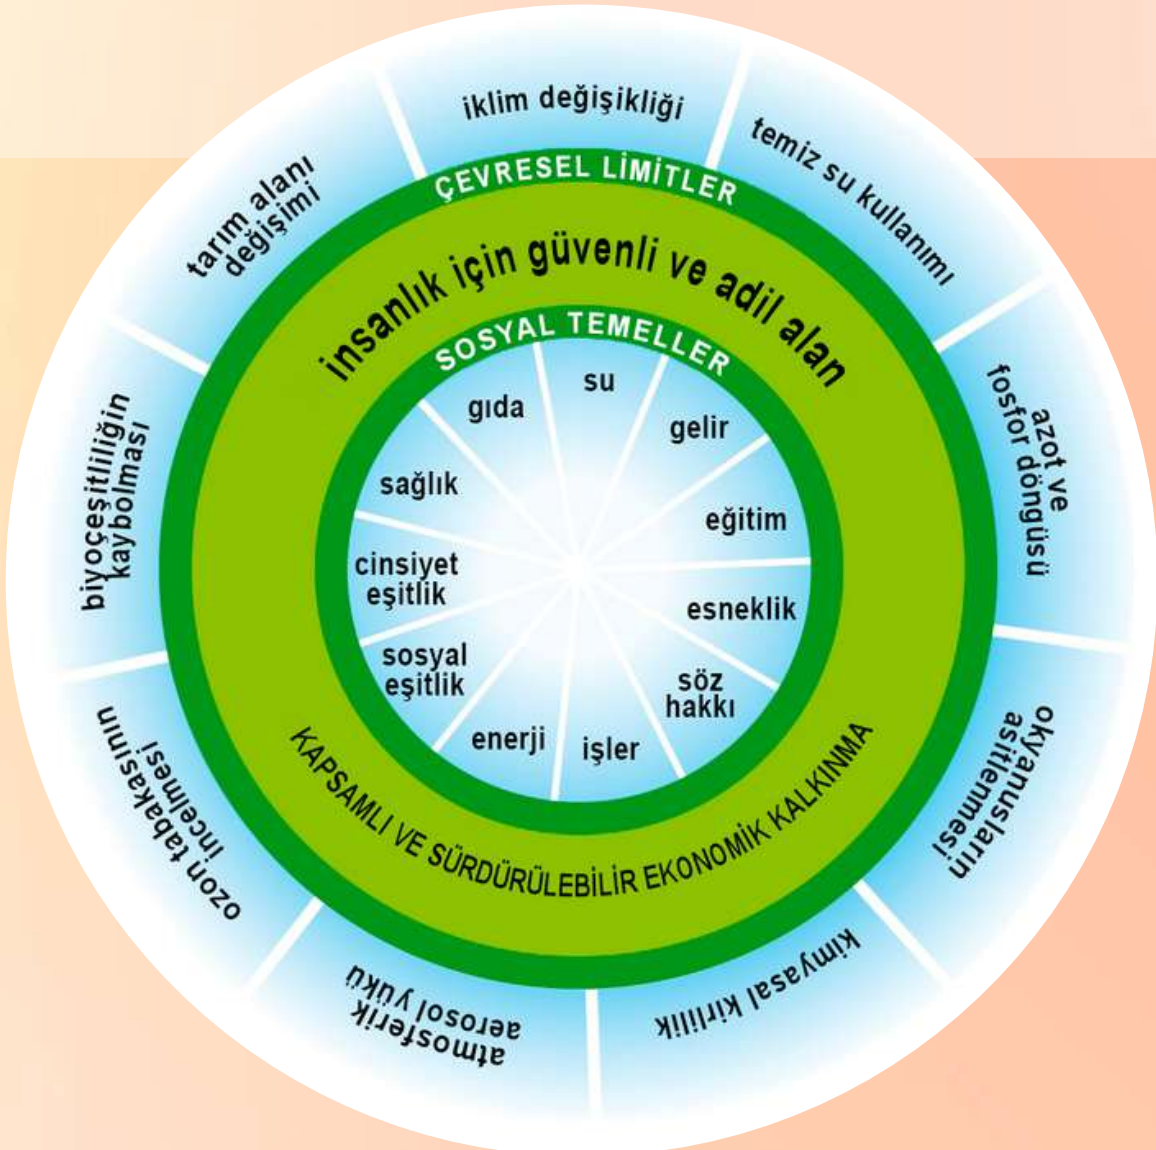 iklim değişikliği
temiz su kullanımı
azot ve
fosfor döngüsü
okyanusların
asitlenmesi
kimyasal kirlilik
atmosferik
aerosol yükü
ozon tabakasının
incelmesi
biyoçeşitliliğin
kaybolması
tarım alanı
değişimi
ÇEVRESEL LİMİTLER
insanlık için güvenli ve adil alan
SOSYAL TEMELLER
su
gelir
eğitim
esneklik
söz
hakkı
işler
enerji
sosyal
eşitlik
cinsiyet
eşitlik
sağlık
gıda
KAPSAMLI VE SÜRDÜRÜLEBİLİR EKONOMİK KALKINMA